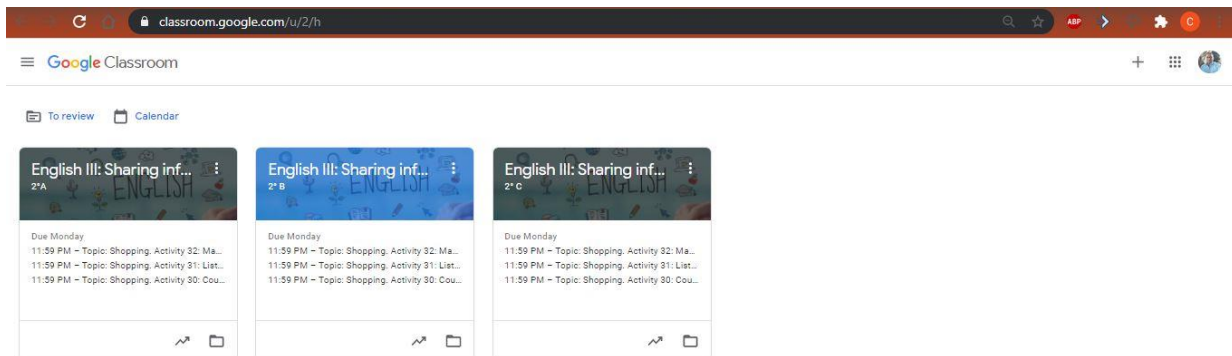 classroom.google.com/u/2/h
ABP
C
Google Classroom
To review Calendar
English III: Sharing inf...
2°A
ENGLISH
Due Monday
11:59 PM – Topic: Shopping. Activity 32: Ma...
11:59 PM – Topic: Shopping. Activity 31: List...
11:59 PM – Topic: Shopping. Activity 30: Cou...
English III: Sharing inf...
2° B
ENGLISH
Due Monday
11:59 PM – Topic: Shopping. Activity 32: Ma...
11:59 PM – Topic: Shopping. Activity 31: List...
11:59 PM – Topic: Shopping. Activity 30: Cou...
English III: Sharing inf...
2° C
ENGLISH
Due Monday
11:59 PM – Topic: Shopping. Activity 32: Ma...
11:59 PM – Topic: Shopping. Activity 31: List...
11:59 PM – Topic: Shopping. Activity 30: Cou...